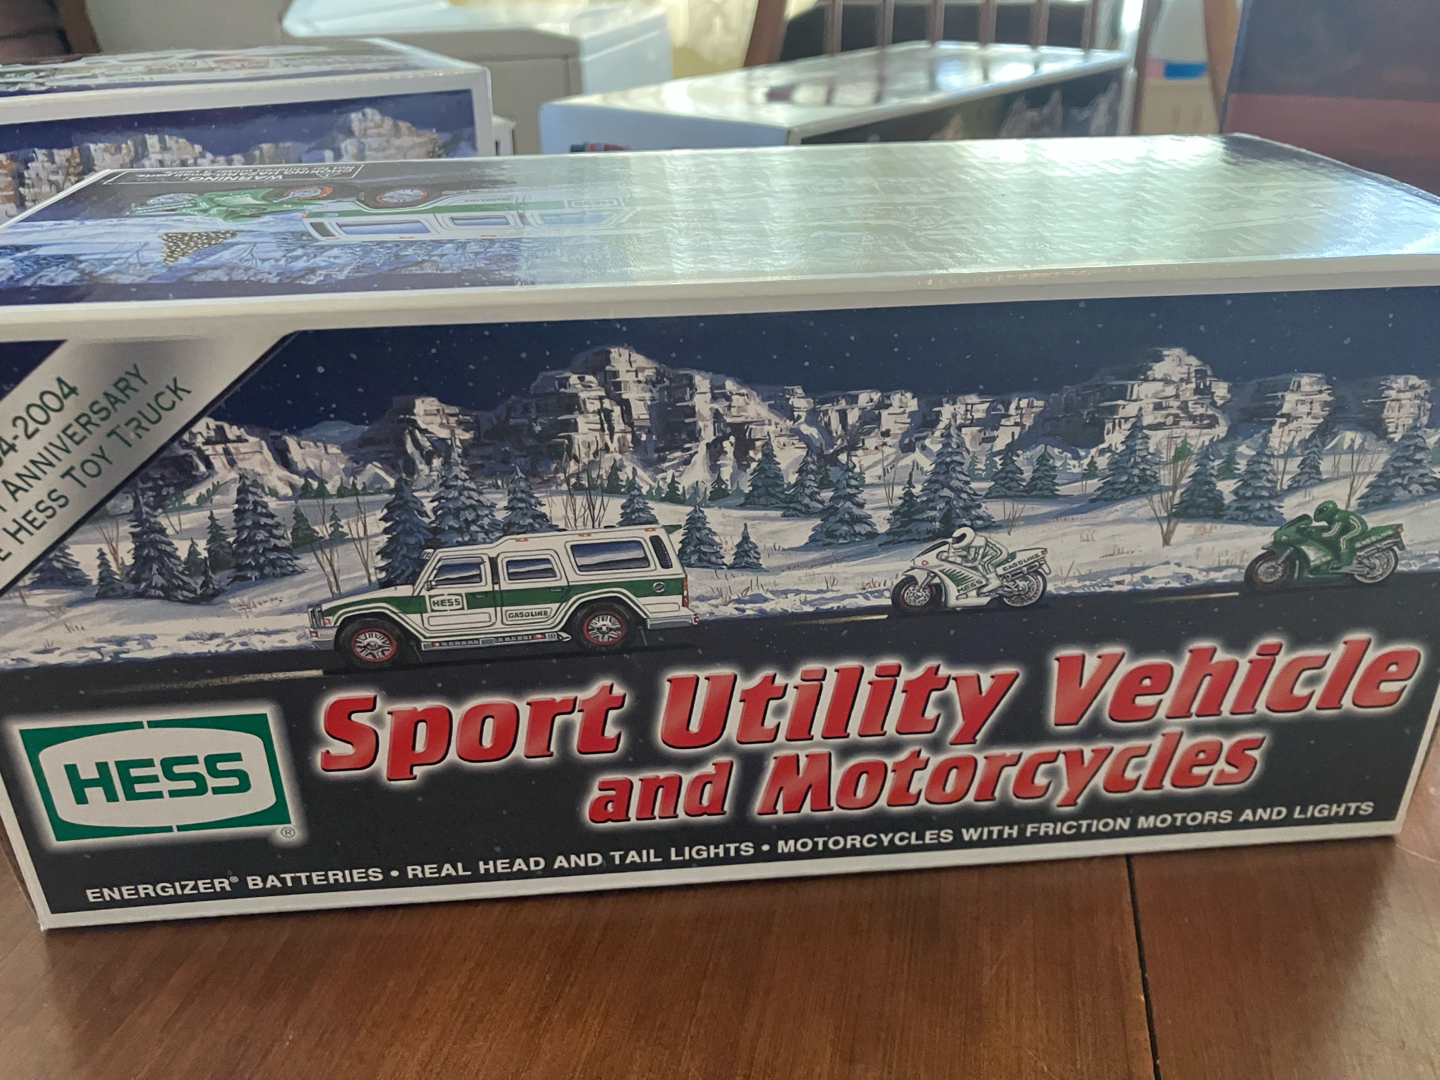 WARNING:
4-2004
ANNIVERSARY
HESS TOY TRUCK
HESS
GASOLINE
HESS
®
Sport Utility Vehicle
and Motorcycles
ENERGIZER® BATTERIES • REAL HEAD AND TAIL LIGHTS • MOTORCYCLES WITH FRICTION MOTORS AND LIGHTS